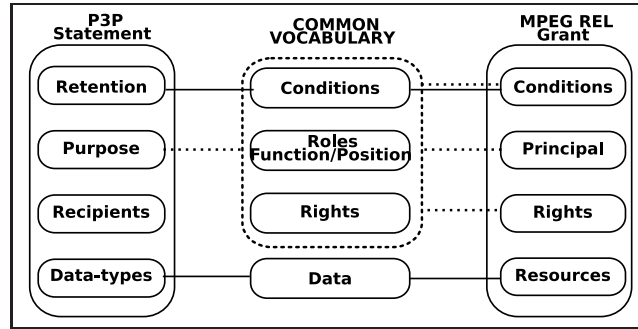 P3P
Statement
Retention
Purpose
Recipients
Data-types
COMMON
VOCABULARY
Conditions
Roles
Function/Position
Rights
Data
MPEG REL
Grant
Conditions
Principal
Rights
Resources